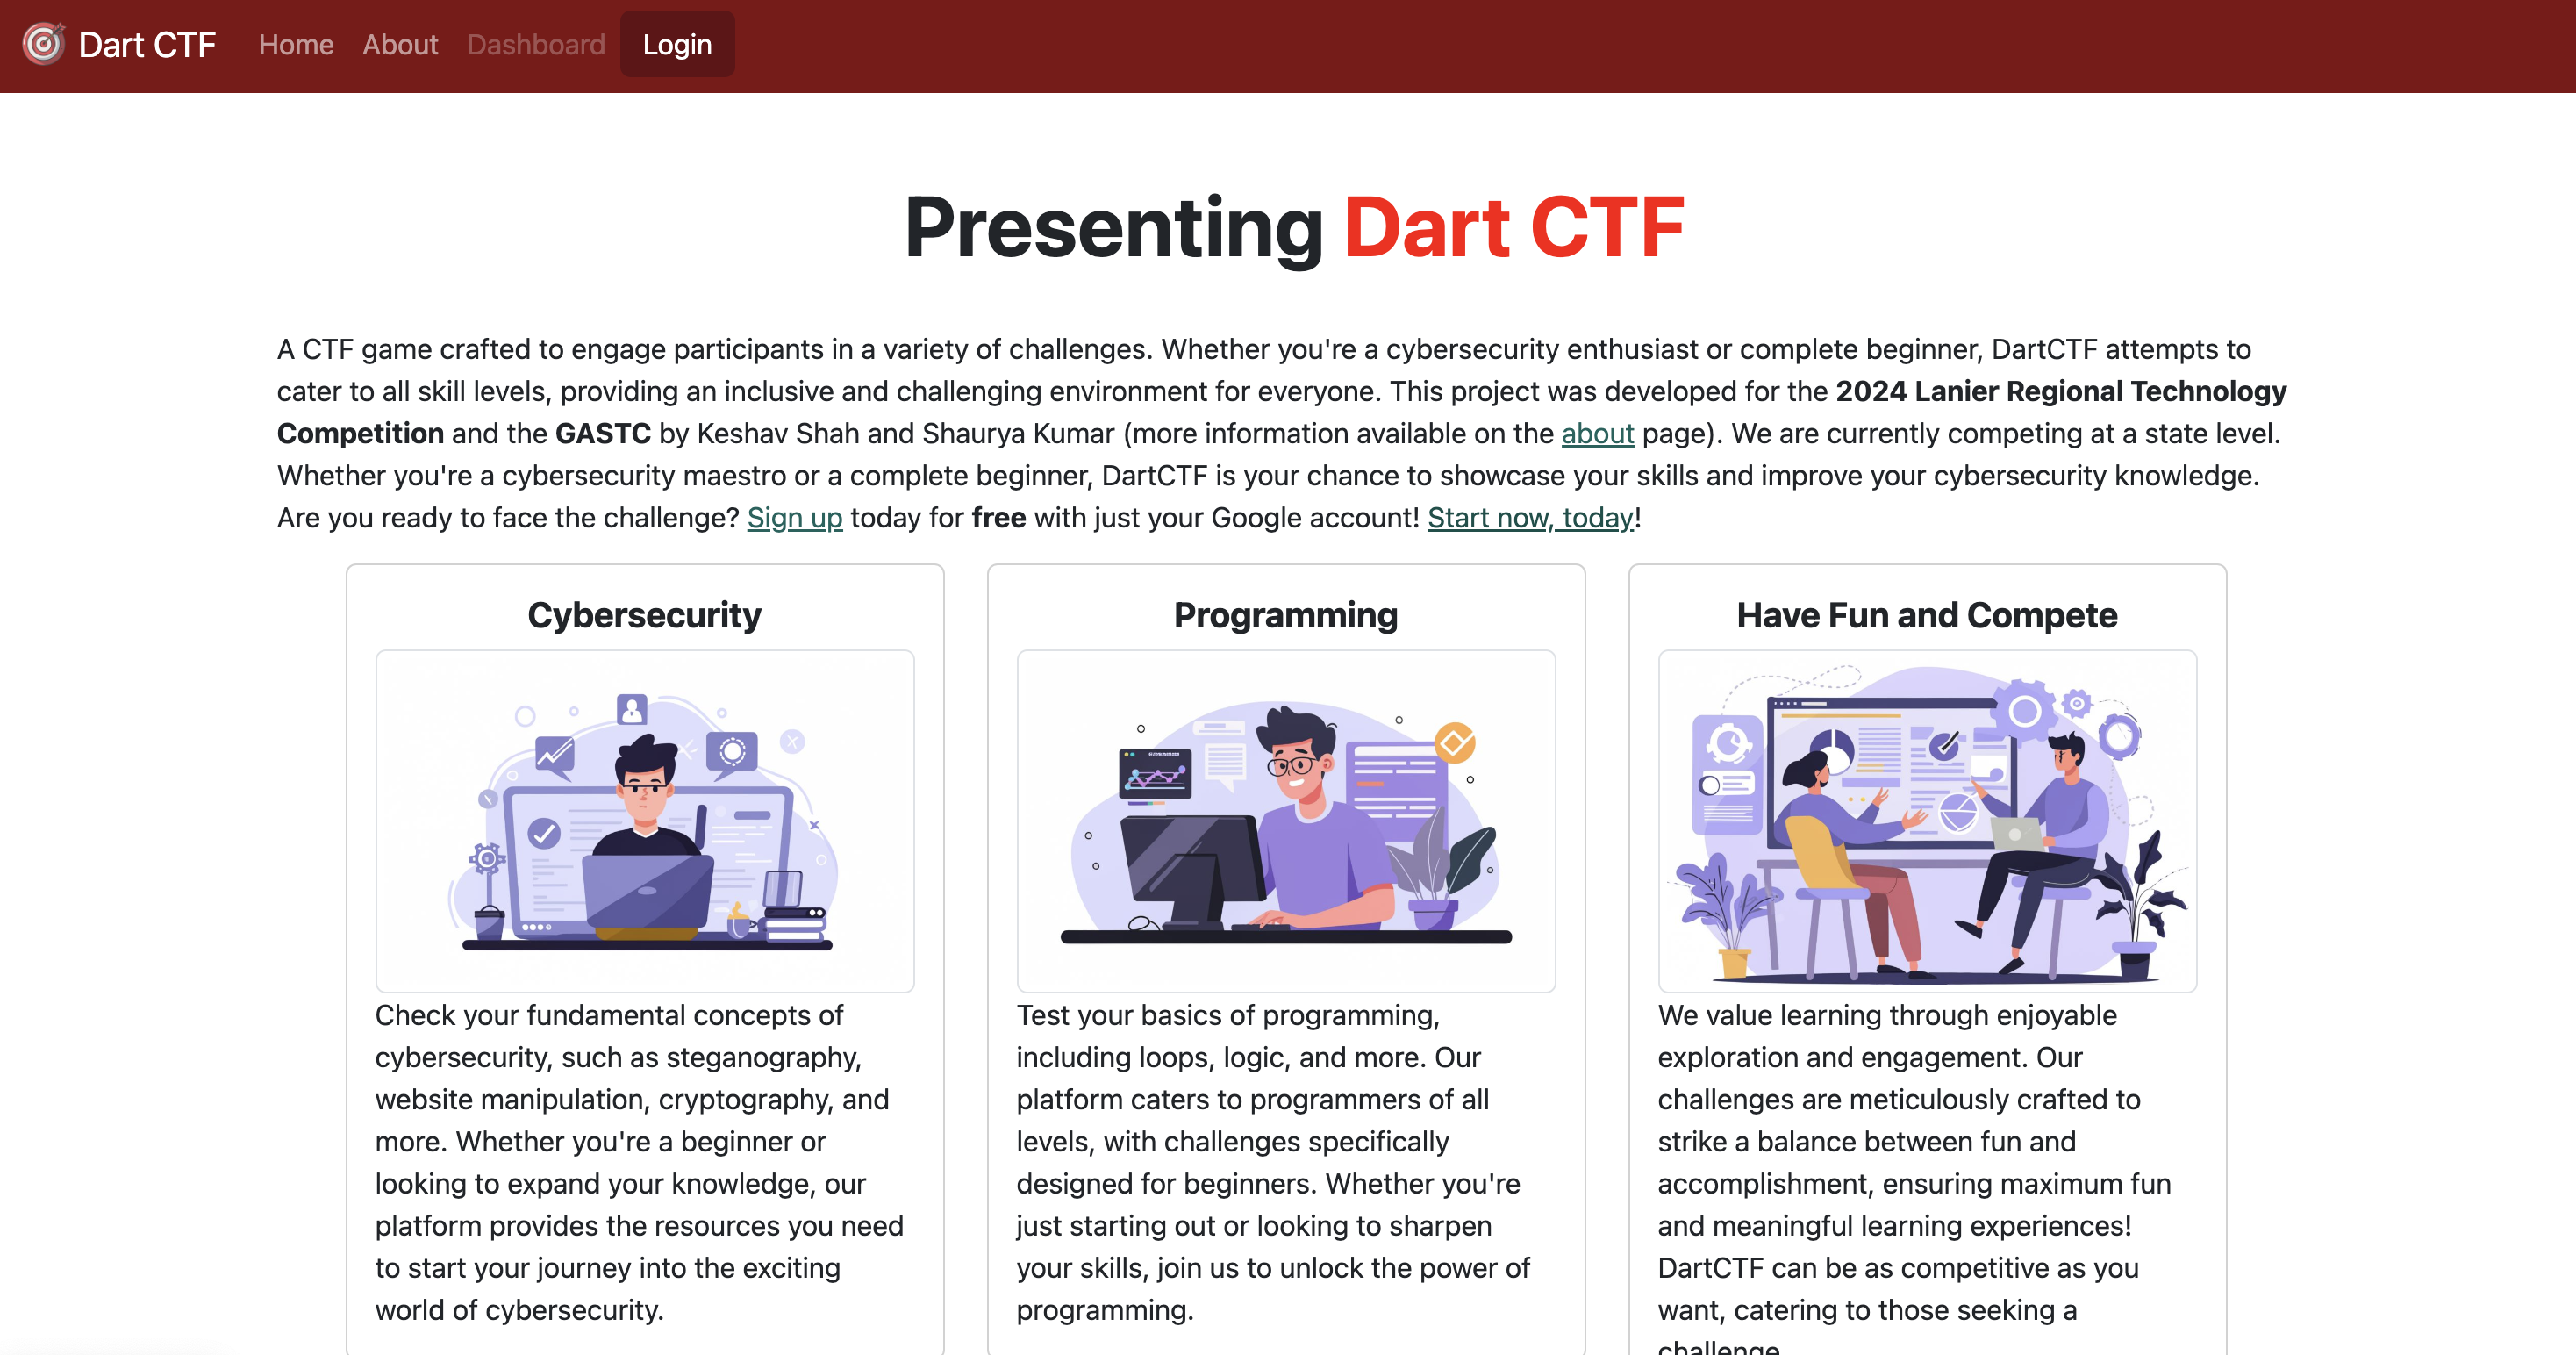 Dart CTF Home About Dashboard Login
Presenting Dart CTF
A CTF game crafted to engage participants in a variety of challenges. Whether you're a cybersecurity enthusiast or complete beginner, DartCTF attempts to
cater to all skill levels, providing an inclusive and challenging environment for everyone. This project was developed for the 2024 Lanier Regional Technology
Competition and the GASTC by Keshav Shah and Shaurya Kumar (more information available on the about page). We are currently competing at a state level.
Whether you're a cybersecurity maestro or a complete beginner, DartCTF is your chance to showcase your skills and improve your cybersecurity knowledge.
Are you ready to face the challenge? Sign up today for free with just your Google account! Start now, today!
Cybersecurity
Check your fundamental concepts of
cybersecurity, such as steganography,
website manipulation, cryptography, and
more. Whether you're a beginner or
looking to expand your knowledge, our
platform provides the resources you need
to start your journey into the exciting
world of cybersecurity.
Programming
Test your basics of programming,
including loops, logic, and more. Our
platform caters to programmers of all
levels, with challenges specifically
designed for beginners. Whether you're
just starting out or looking to sharpen
your skills, join us to unlock the power of
programming.
Have Fun and Compete
We value learning through enjoyable
exploration and engagement. Our
challenges are meticulously crafted to
strike a balance between fun and
accomplishment, ensuring maximum fun
and meaningful learning experiences!
DartCTF can be as competitive as you
want, catering to those seeking a
challenge